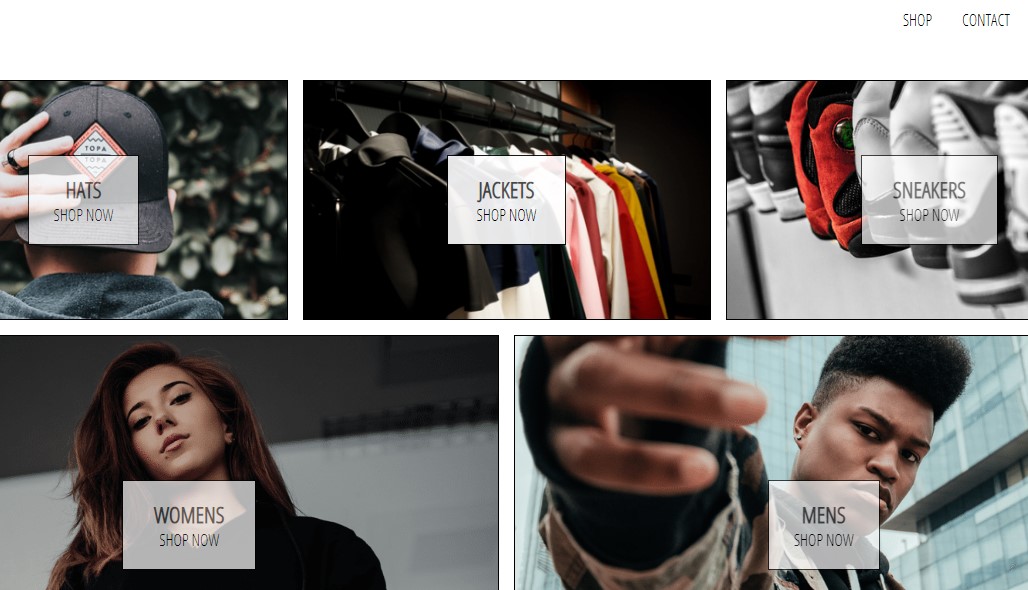 SHOP CONTACT
TOPA
TOPA
HATS
SHOP NOW
JACKETS
SHOP NOW
SNEAKERS
SHOP NOW
WOMENS
SHOP NOW
MENS
SHOP NOW